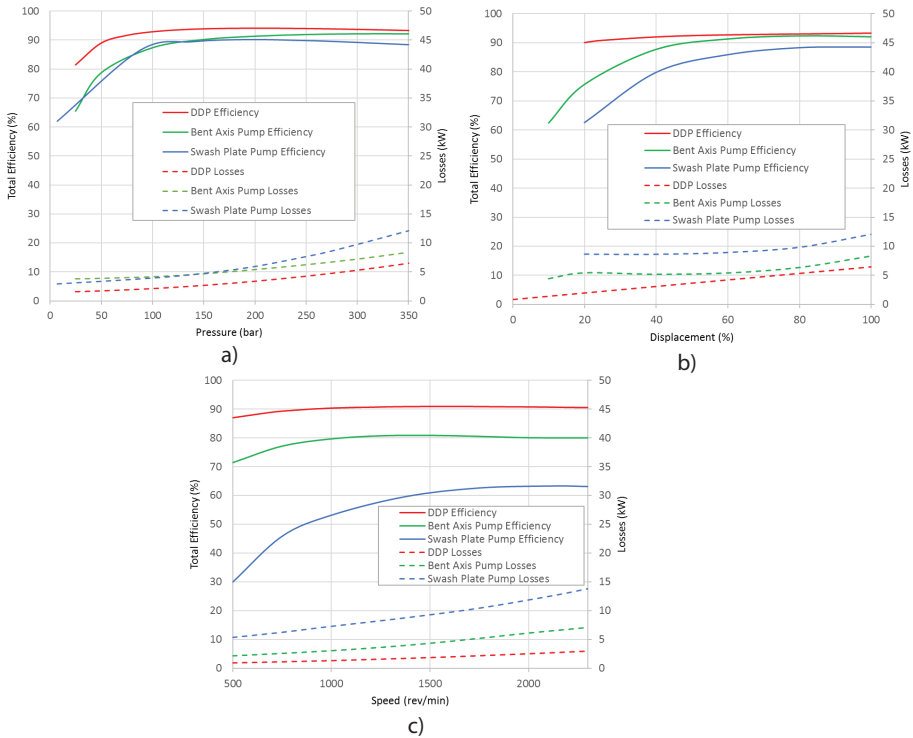 100
90
80
70
60
50
40
30
20
10
0
Total Efficiency (%)
50
45
40
35
30
25
20
15
10
5
0
Losses (kW)
DDP Efficiency
Bent Axis Pump Efficiency
Swash Plate Pump Efficiency
DDP Losses
Bent Axis Pump Losses
Swash Plate Pump Losses
0 50 100 150 200 250 300 350
Pressure (bar)
a)
100
90
80
70
60
50
40
30
20
10
0
Total Efficiency (%)
50
45
40
35
30
25
20
15
10
5
0
Losses (kW)
DDP Efficiency
Bent Axis Pump Efficiency
Swash Plate Pump Efficiency
DDP Losses
Bent Axis Pump Losses
Swash Plate Pump Losses
0 20 40 60 80 100
Displacement (%)
b)
100
90
80
70
60
50
40
30
20
10
0
Total Efficiency (%)
50
45
40
35
30
25
20
15
10
5
0
Losses (kW)
DDP Efficiency
Bent Axis Pump Efficiency
Swash Plate Pump Efficiency
DDP Losses
Bent Axis Pump Losses
Swash Plate Pump Losses
500 1000 1500 2000
Speed (rev/min)
c)